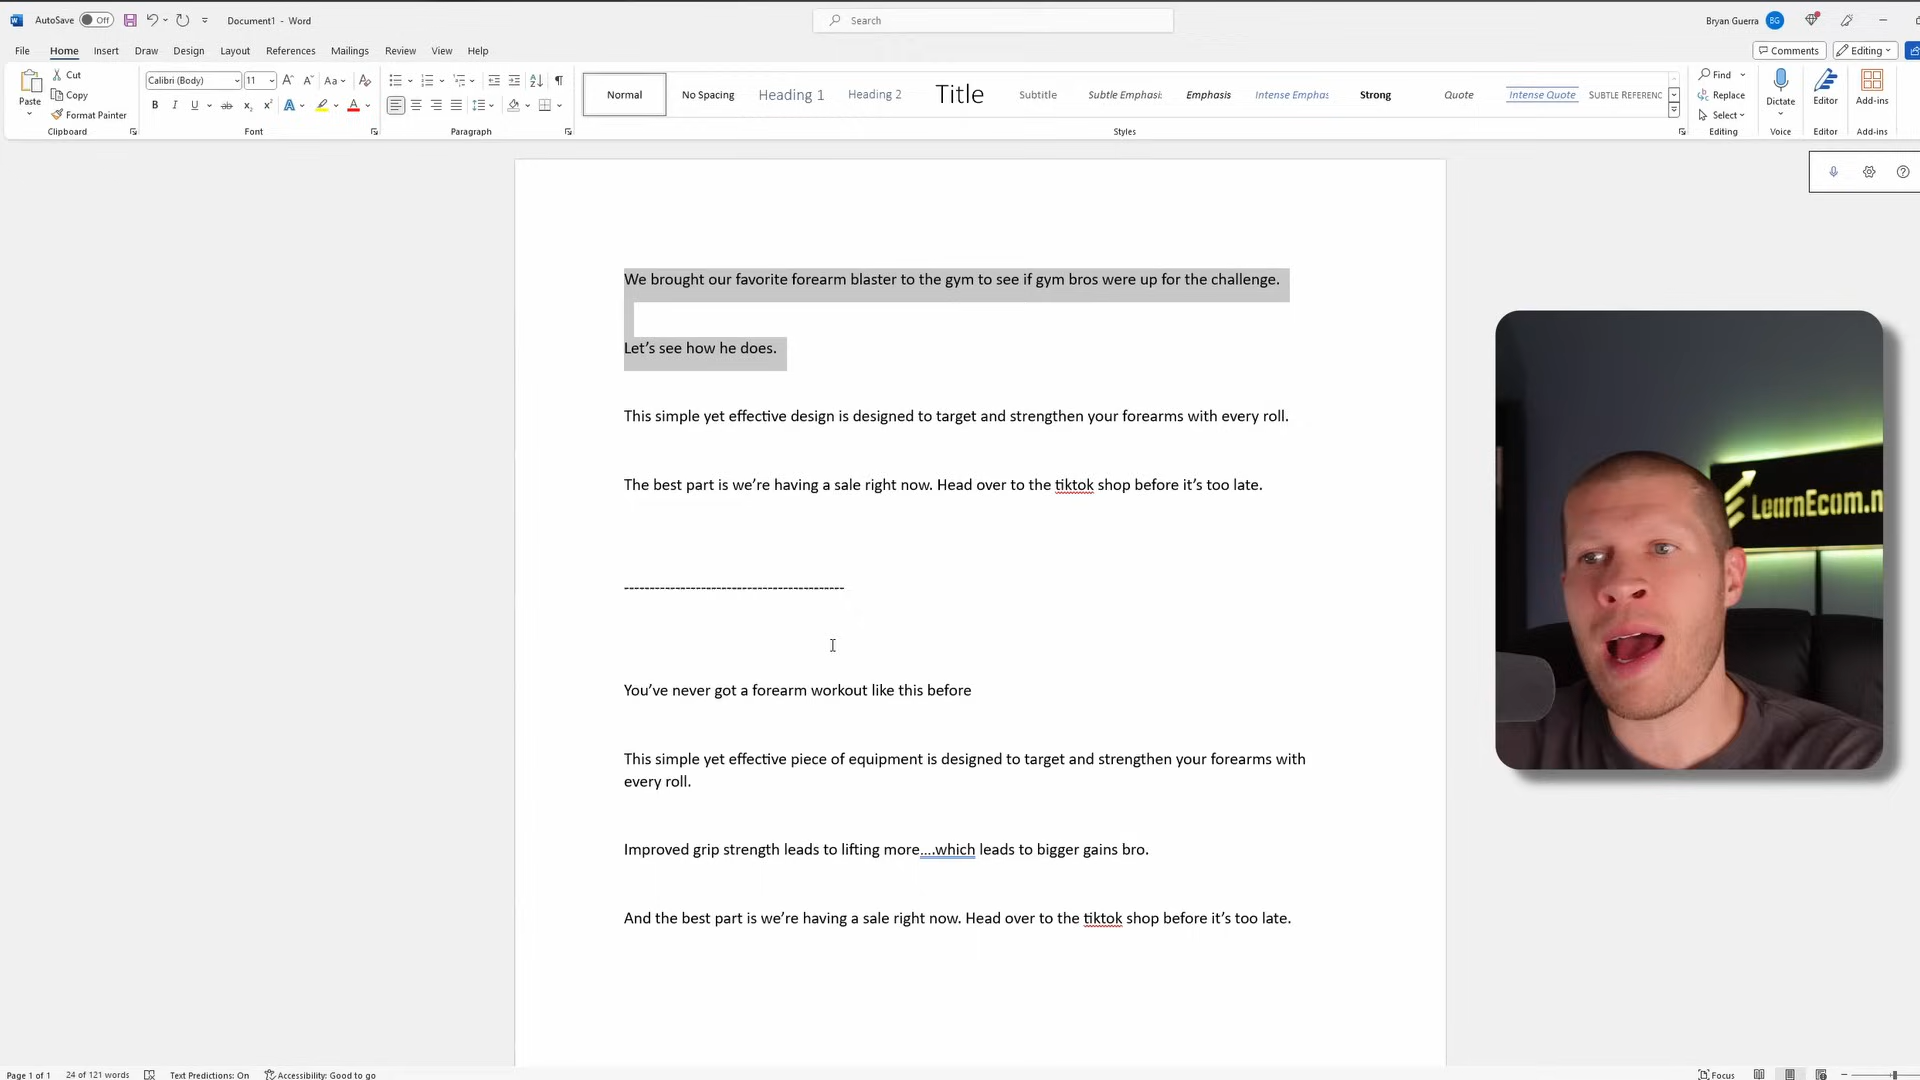 AutoSave Off Document1 - Word Search Bryan Guerra BG
File Home Insert Draw Design Layout References Mailings Review View Help Comments Editing
Paste Cut Copy Format Painter Clipboard
Calibri (Body) 11 Aa Font
B I U ab x₂ x² A A
Paragraph
Normal No Spacing Heading 1 Heading 2 Title Subtitle Subtle Emphasis Emphasis Intense Emphas Strong Quote Intense Quote SUBTLE REFERENC
Styles
Find Replace Select Editing
Dictate Voice
Editor Editor
Add-ins Add-ins
We brought our favorite forearm blaster to the gym to see if gym bros were up for the challenge.
Let’s see how he does.
This simple yet effective design is designed to target and strengthen your forearms with every roll.
The best part is we’re having a sale right now. Head over to the tiktok shop before it’s too late.
-------------------------------------------
You’ve never got a forearm workout like this before
This simple yet effective piece of equipment is designed to target and strengthen your forearms with
every roll.
Improved grip strength leads to lifting more....which leads to bigger gains bro.
And the best part is we’re having a sale right now. Head over to the tiktok shop before it’s too late.
LearnEcom.n
Page 1 of 1 24 of 121 words Text Predictions: On Accessibility: Good to go Focus